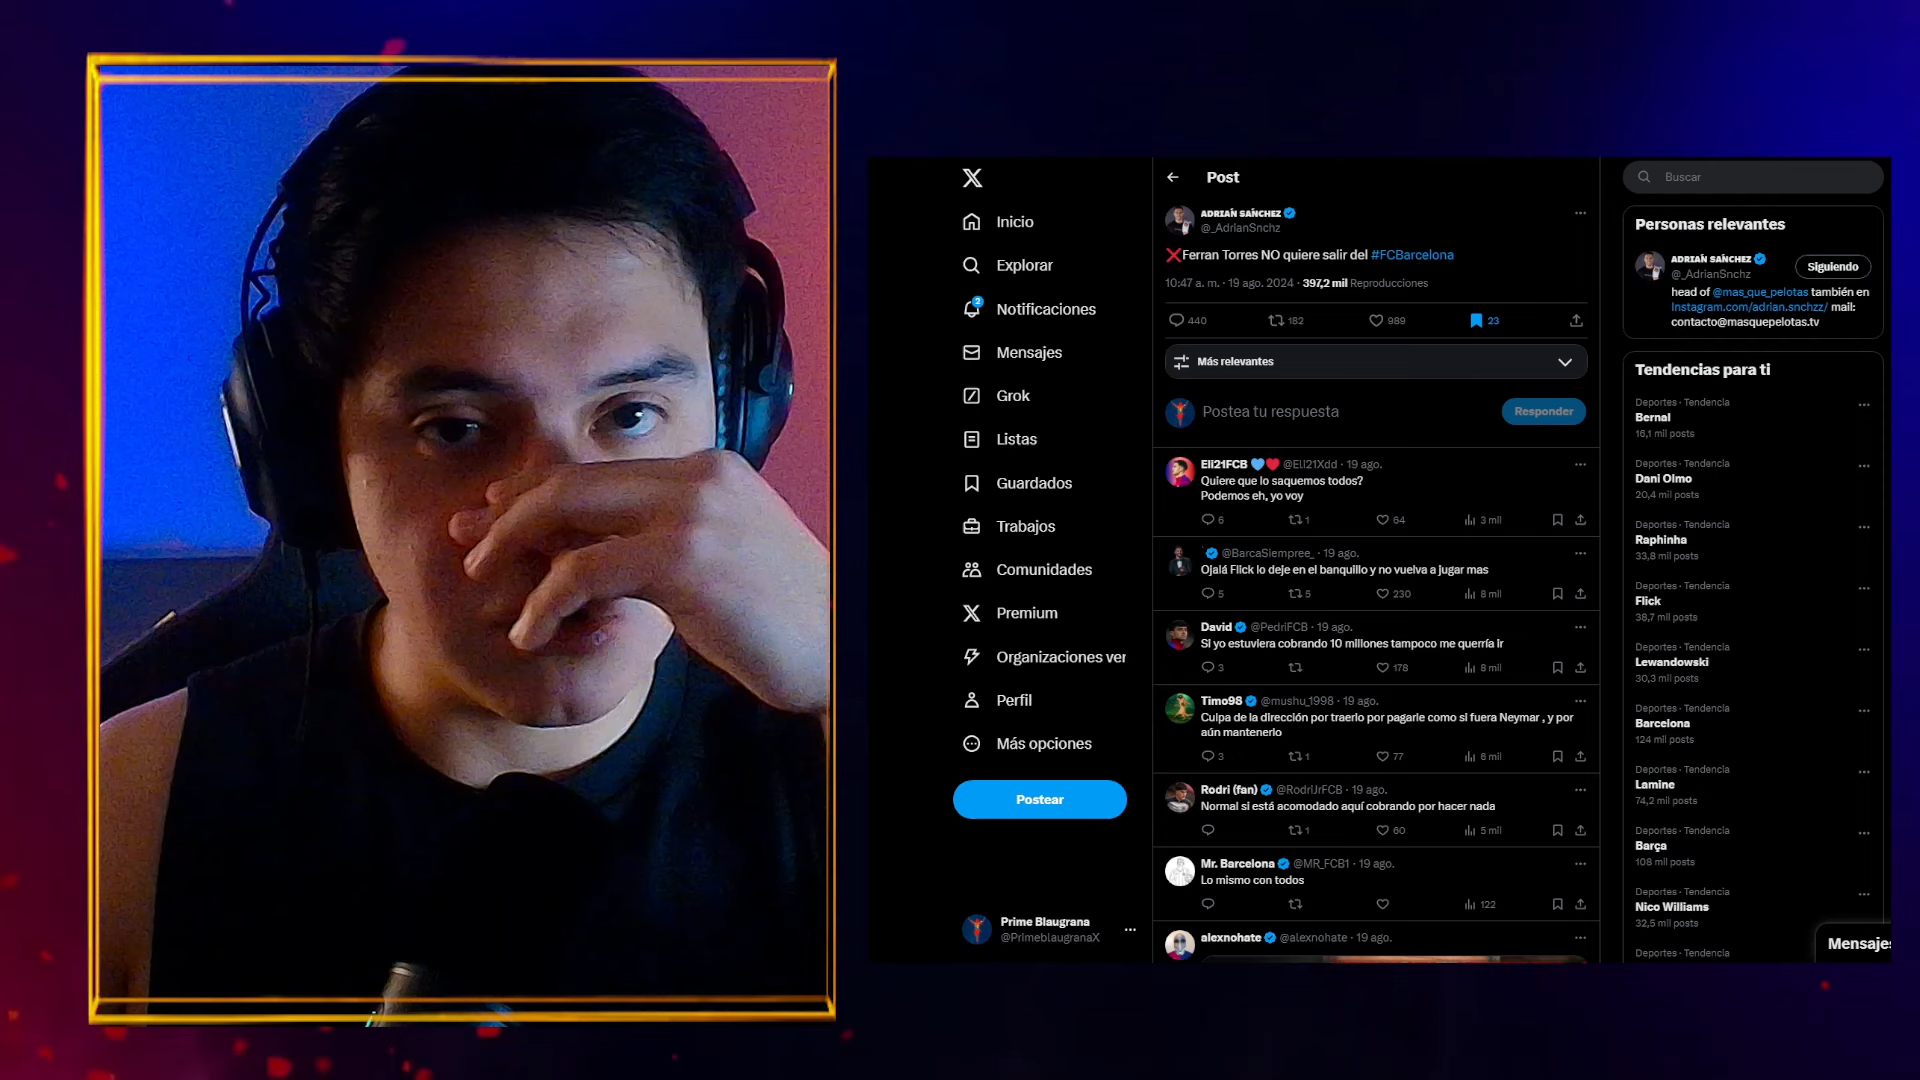 Inicio
Explorar
2
Notificaciones
Mensajes
Grok
Listas
Guardados
Trabajos
Comunidades
Premium
Organizaciones ver
Perfil
Más opciones
Postear
Prime Blaugrana
@PrimeblaugranaX
Post
ADRIAŃ SAŃCHEZ
@_AdrianSnchz
❌Ferran Torres NO quiere salir del #FCBarcelona
10:47 a. m. · 19 ago. 2024 · 397,2 mil Reproducciones
440 182 989 23
Más relevantes
Postea tu respuesta
Responder
Eli21FCB 💙❤️ @Eli21Xdd · 19 ago.
Quiere que lo saquemos todos?
Podemos eh, yo voy
6 1 64 3 mil
@BarcaSiempree_ · 19 ago.
Ojalá Flick lo deje en el banquillo y no vuelva a jugar mas
5 5 230 8 mil
David @PedriFCB · 19 ago.
Si yo estuviera cobrando 10 millones tampoco me querría ir
3 178 8 mil
Timo98 @mushu_1998 · 19 ago.
Culpa de la dirección por traerlo por pagarle como si fuera Neymar , y por
aún mantenerlo
3 1 77 6 mil
Rodri (fan) @RodriJrFCB · 19 ago.
Normal si está acomodado aquí cobrando por hacer nada
1 60 5 mil
Mr. Barcelona @MR_FCB1 · 19 ago.
Lo mismo con todos
122
alexnohate @alexnohate · 19 ago.
Buscar
Personas relevantes
ADRIAŃ SAŃCHEZ
@_AdrianSnchz
Siguiendo
head of @mas_que_pelotas también en
Instagram.com/adrian.snchzz/ mail:
contacto@masquepelotas.tv
Tendencias para ti
Deportes · Tendencia
Bernal
16,1 mil posts
Deportes · Tendencia
Dani Olmo
20,4 mil posts
Deportes · Tendencia
Raphinha
33,8 mil posts
Deportes · Tendencia
Flick
38,7 mil posts
Deportes · Tendencia
Lewandowski
30,3 mil posts
Deportes · Tendencia
Barcelona
124 mil posts
Deportes · Tendencia
Lamine
74,2 mil posts
Deportes · Tendencia
Barça
108 mil posts
Deportes · Tendencia
Nico Williams
32,5 mil posts
Deportes · Tendencia
Mensajes